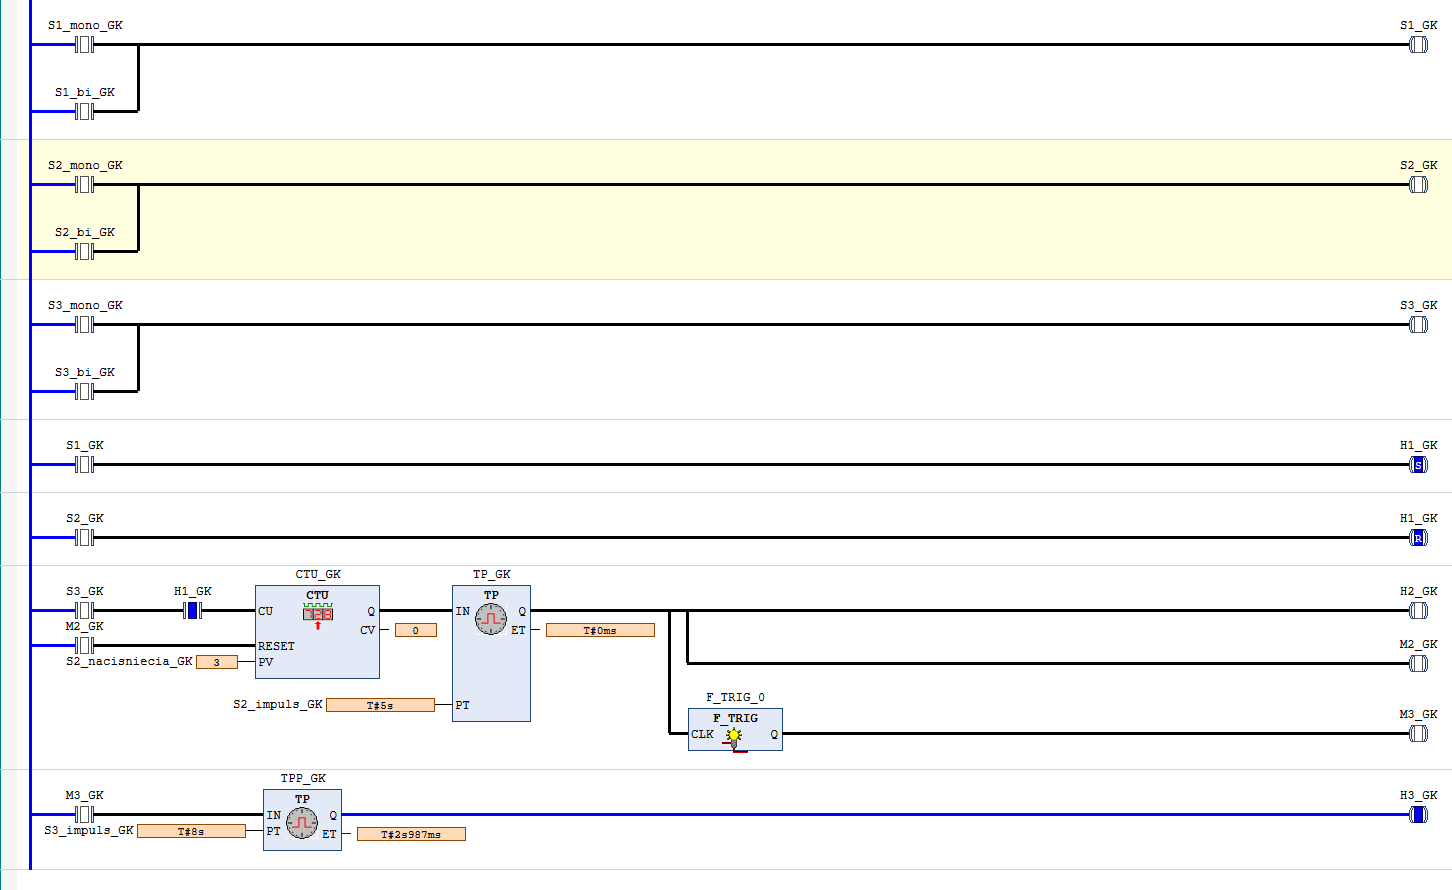 S1_mono_GK S1_GK
S1_bi_GK
S2_mono_GK S2_GK
S2_bi_GK
S3_mono_GK S3_GK
S3_bi_GK
S1_GK H1_GK
S
S2_GK H1_GK
R
CTU_GK TP_GK
S3_GK H1_GK CTU TP H2_GK
CU Q IN Q
M2_GK CV 0 ET T#0ms
RESET M2_GK
S2_nacisniecia_GK 3 PV
S2_impuls_GK T#5s PT
F_TRIG_0
F_TRIG M3_GK
CLK Q
TPP_GK
M3_GK TP H3_GK
IN Q
S3_impuls_GK T#8s PT ET T#2s987ms